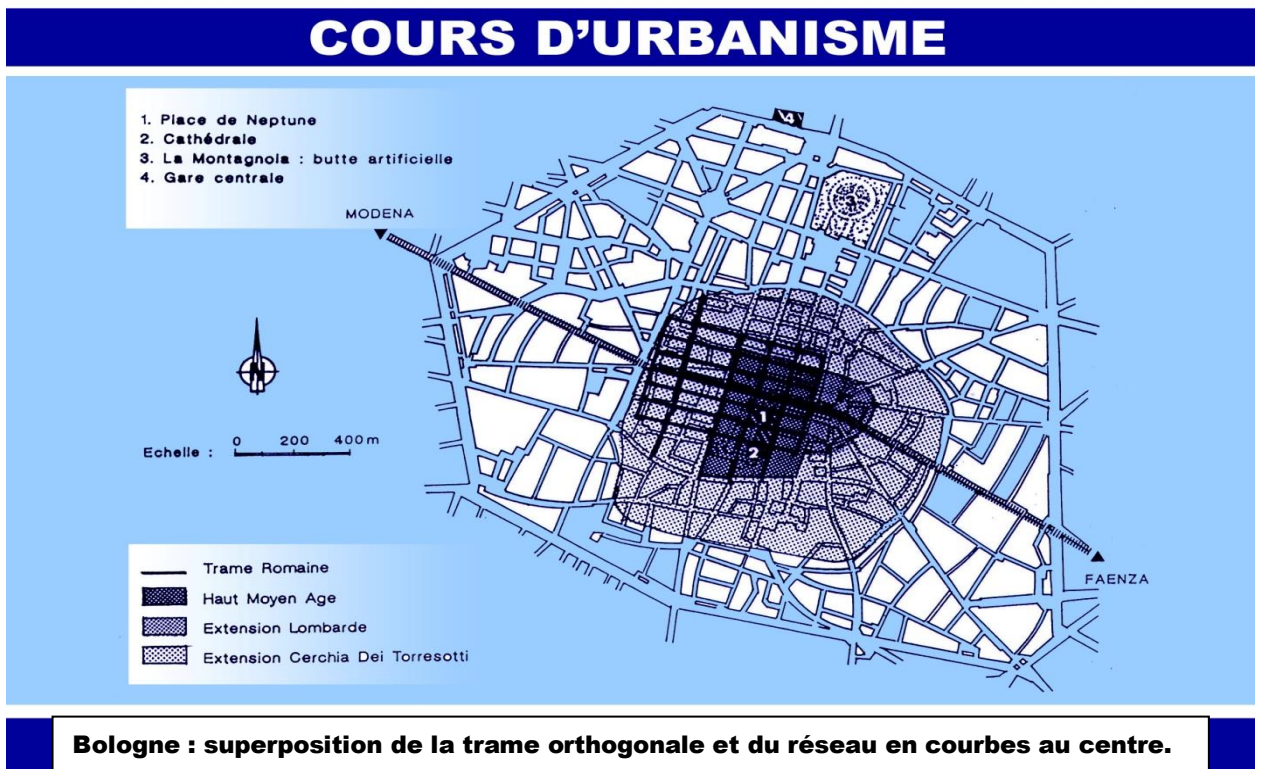 COURS D'URBANISME
1. Place de Neptune
2. Cathédrale
3. La Montagnola : butte artificielle
4. Gare centrale
4
3
MODENA
N
1
0 200 400m
Echelle :
2
Trame Romaine
FAENZA
Haut Moyen Age
Extension Lombarde
Extension Cerchia Dei Torresotti
Bologne : superposition de la trame orthogonale et du réseau en courbes au centre.